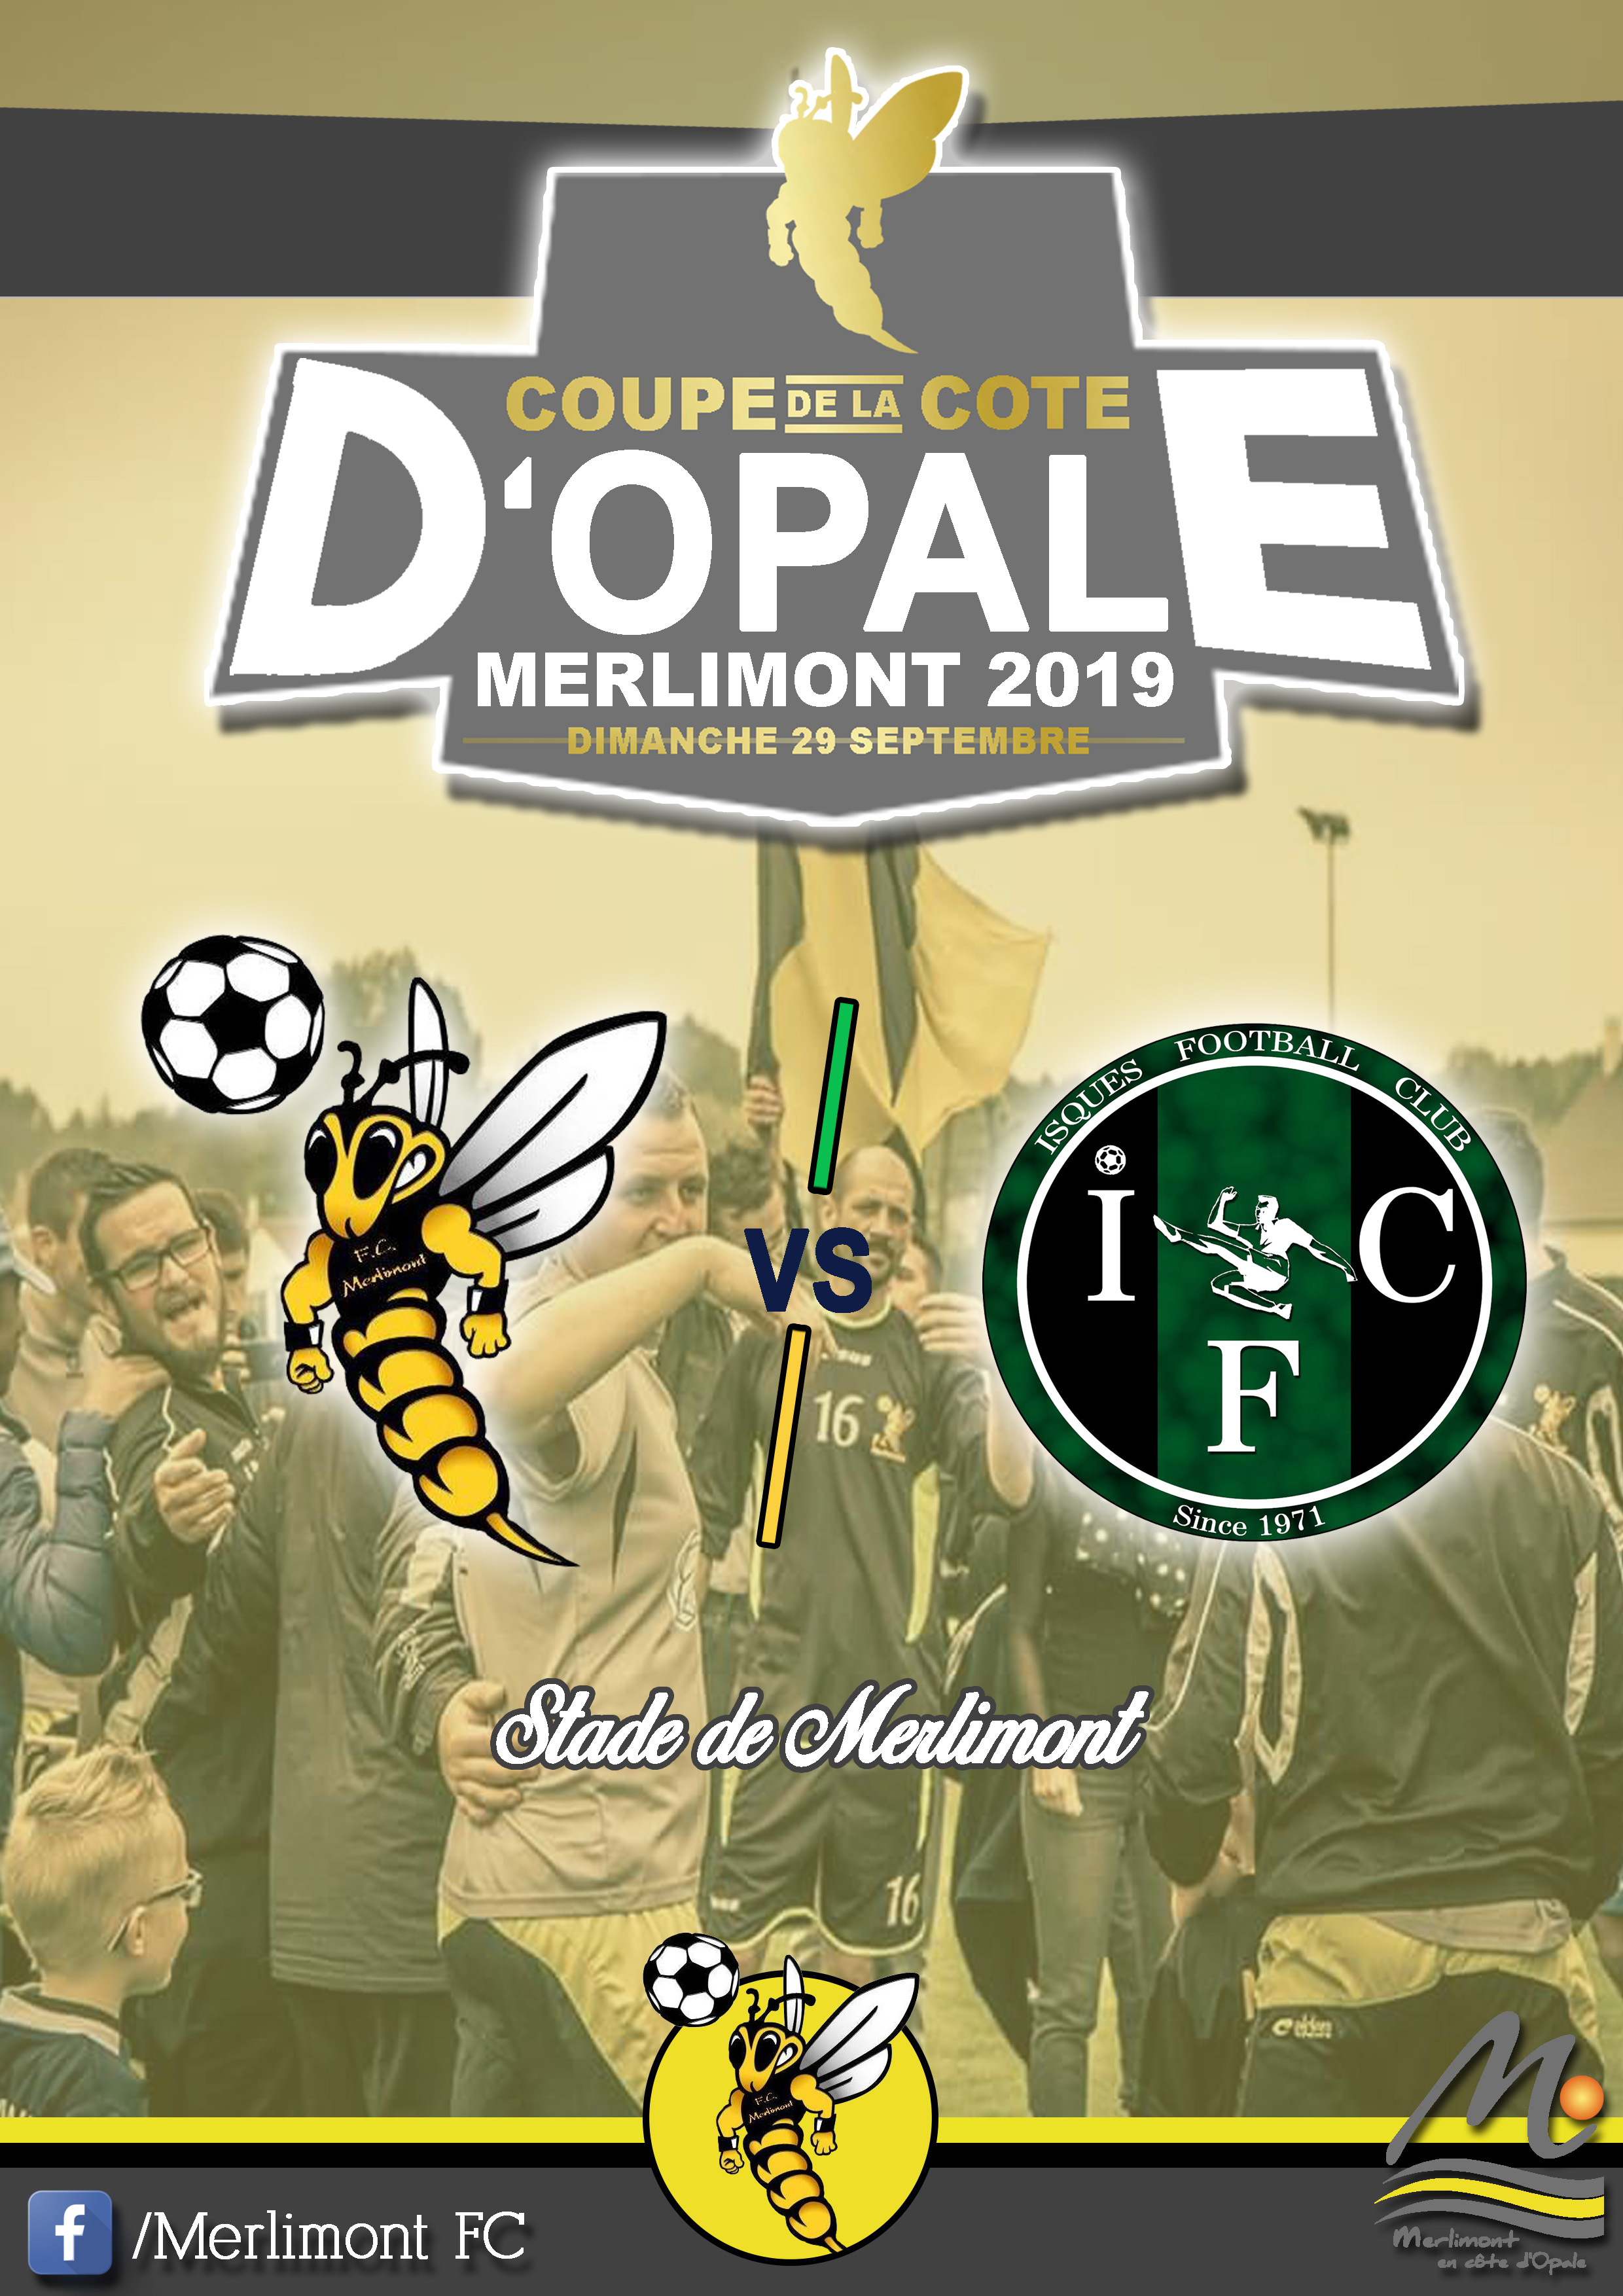 COUPE DE LA COTE
D'OPALE
MERLIMONT 2019
DIMANCHE 29 SEPTEMBRE
F.C.
Merlimont
VS
ISQUES FOOTBALL CLUB
I C
F
Since 1971
16
Stade de Merlimont
16
eldera
F.C.
Merlimont
f /Merlimont FC
M
Merlimont
en côte d'Opale